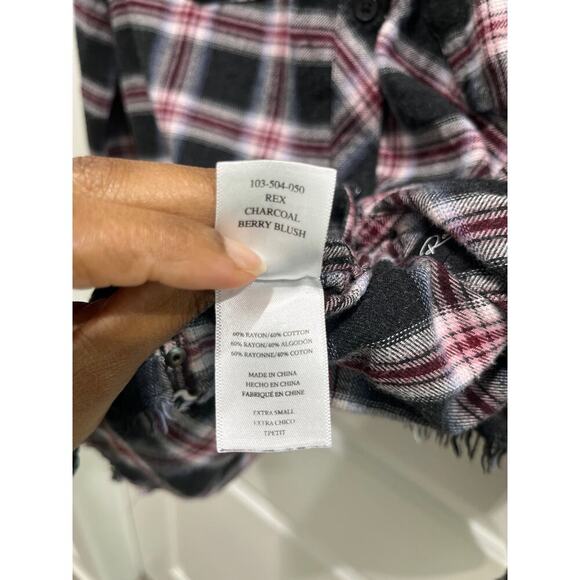 103-504-050
REX
CHARCOAL
BERRY BLUSH
60% RAYON/40% COTTON
60% RAYON/40% ALGODÓN
60% RAYONNE/40% COTON
MADE IN CHINA
HECHO EN CHINA
FABRIQUÉ EN CHINE
EXTRA SMALL
EXTRA CHICO
TPETIT